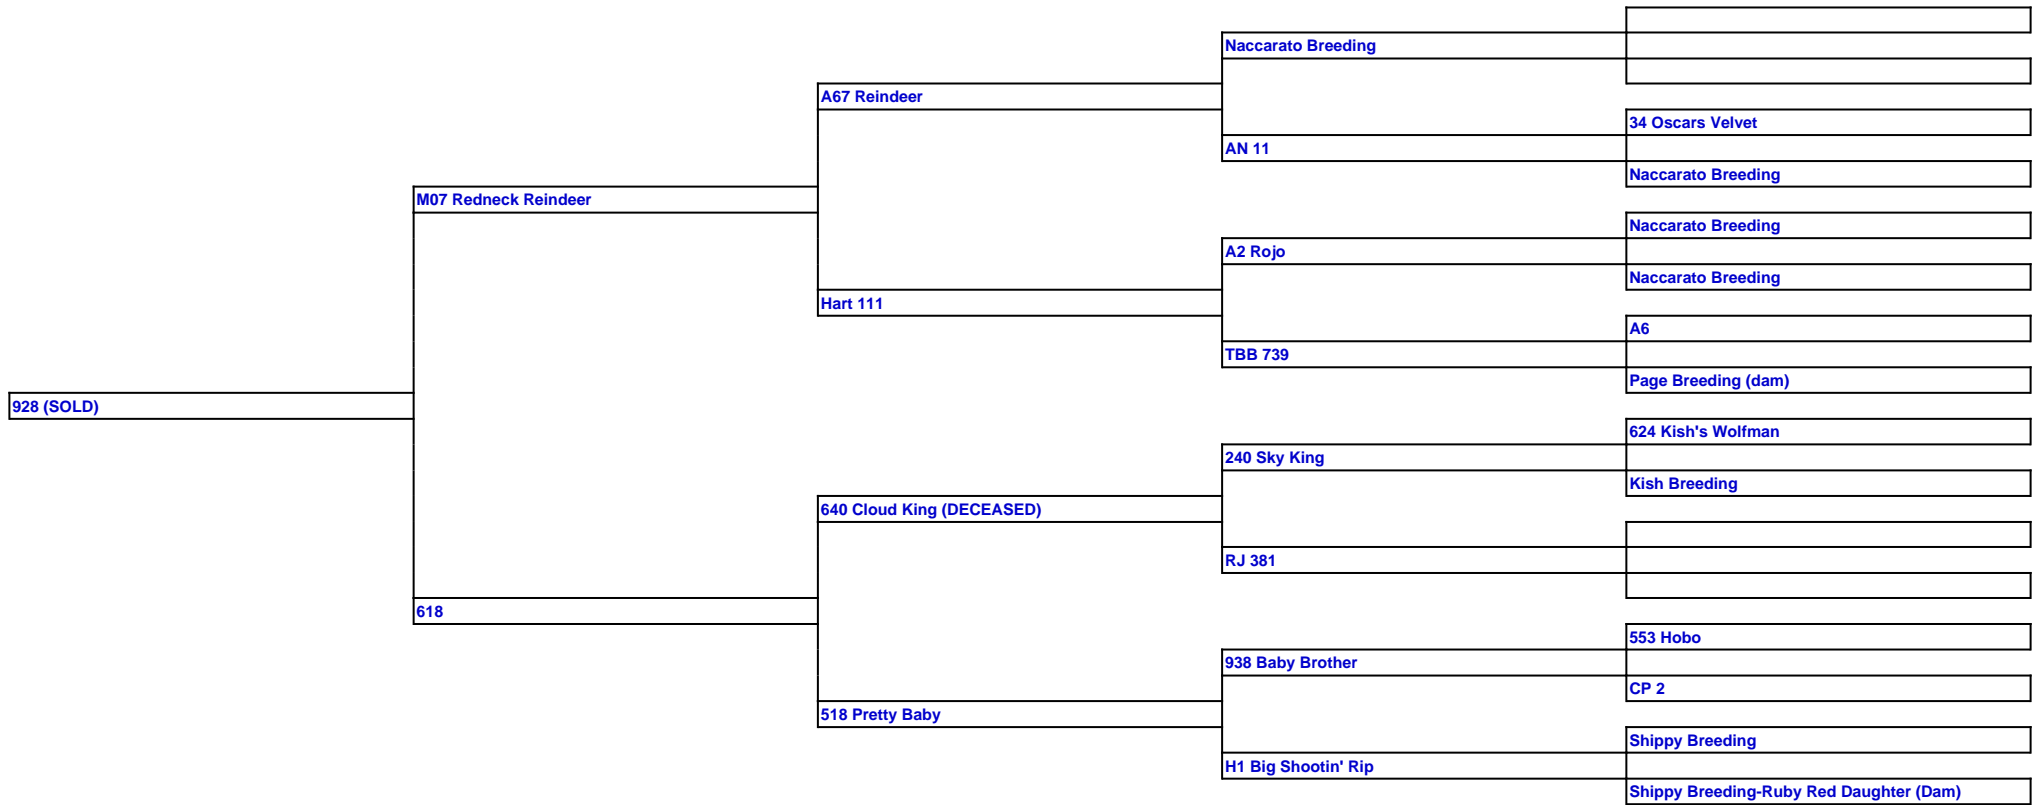 Naccarato Breeding
A67 Reindeer
34 Oscars Velvet
AN 11
Naccarato Breeding
M07 Redneck Reindeer
Naccarato Breeding
A2 Rojo
Naccarato Breeding
Hart 111
A6
TBB 739
Page Breeding (dam)
928 (SOLD)
624 Kish's Wolfman
240 Sky King
Kish Breeding
640 Cloud King (DECEASED)
RJ 381
618
553 Hobo
938 Baby Brother
CP 2
518 Pretty Baby
Shippy Breeding
H1 Big Shootin' Rip
Shippy Breeding-Ruby Red Daughter (Dam)